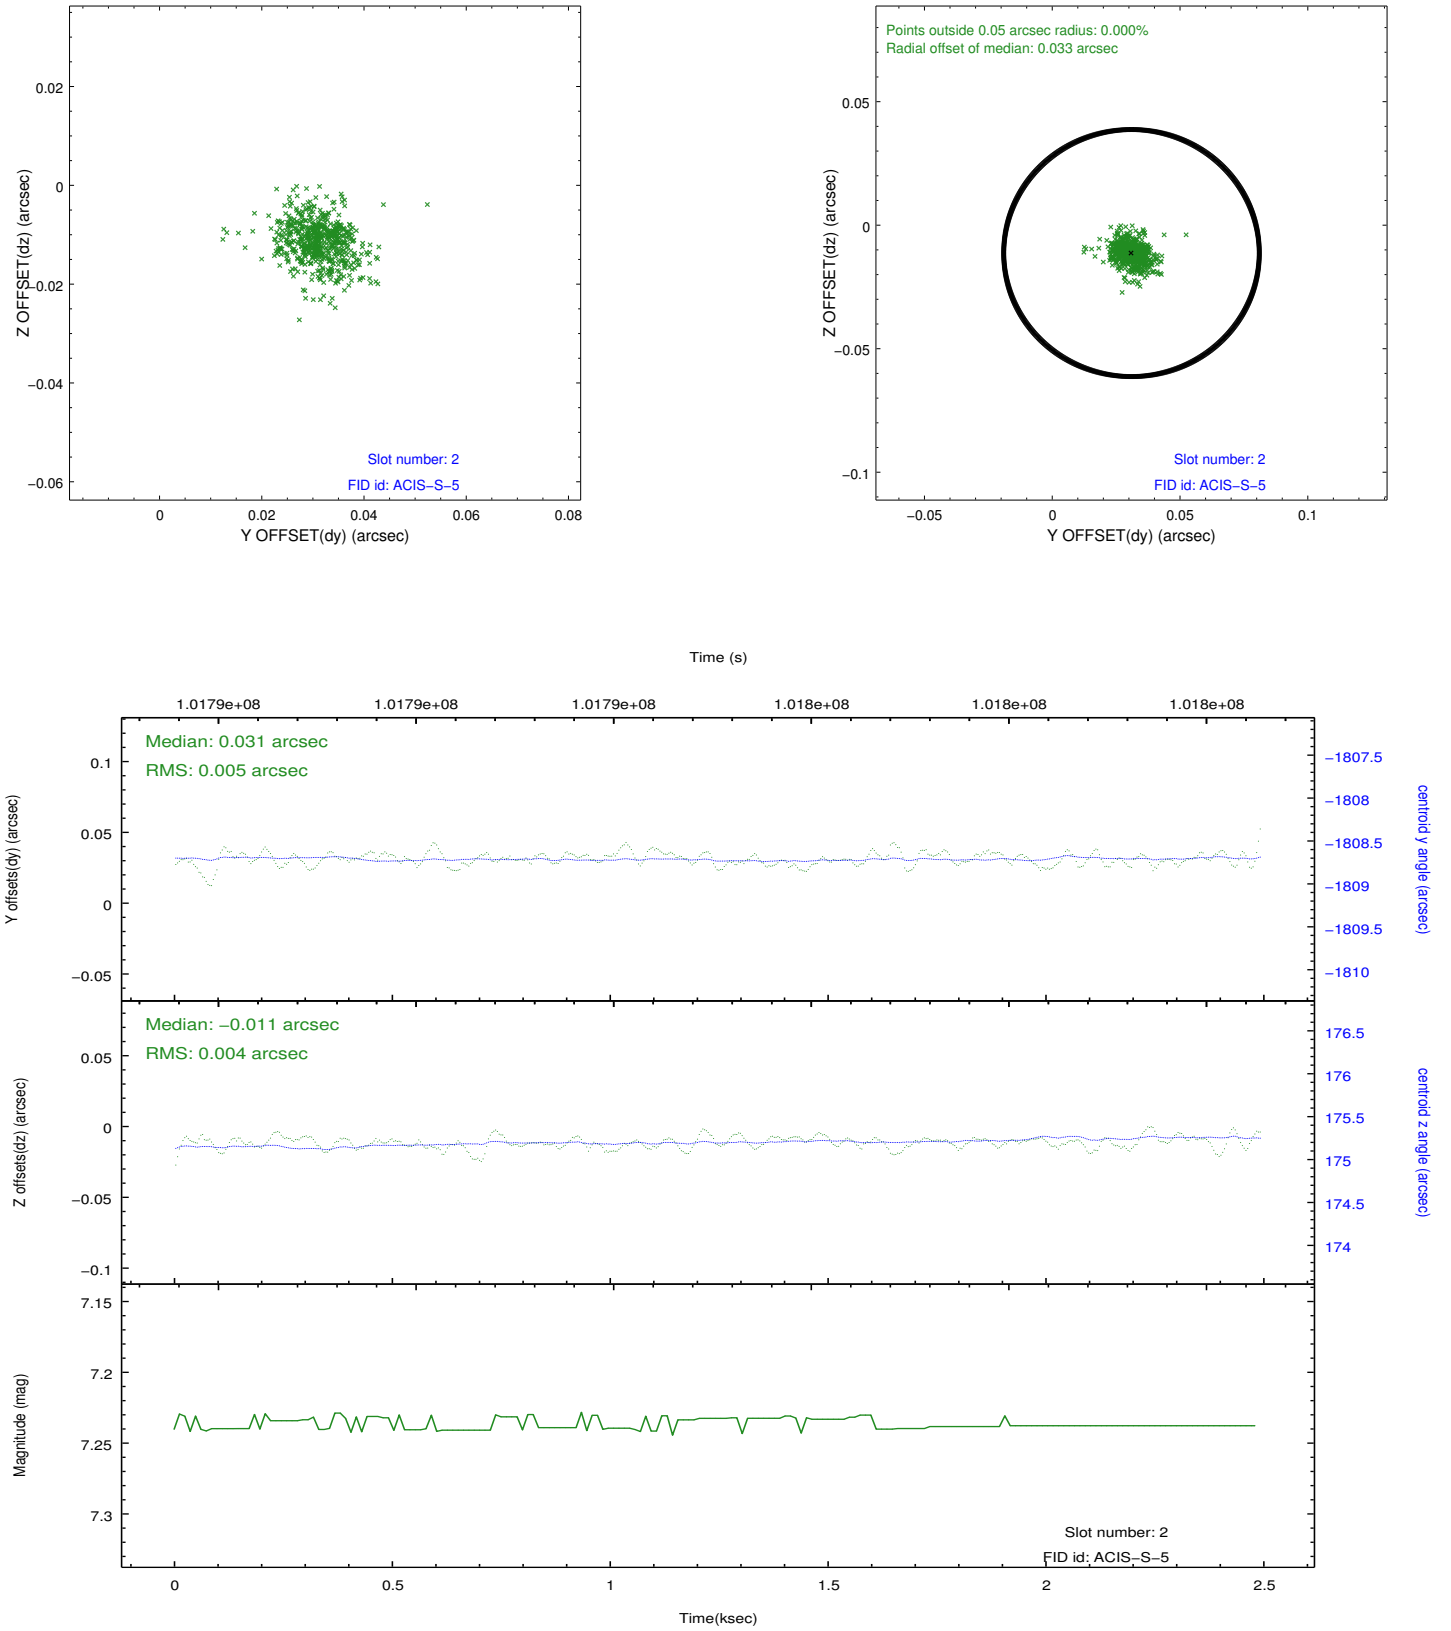 0.02
0
−0.02
−0.04
−0.06
Z OFFSET(dz) (arcsec)
Slot number: 2
FID id: ACIS−S−5
0
0.02
0.04
0.06
0.08
Y OFFSET(dy) (arcsec)
Points outside 0.05 arcsec radius: 0.000%
Radial offset of median: 0.033 arcsec
0.05
0
−0.05
−0.1
Z OFFSET(dz) (arcsec)
Slot number: 2
FID id: ACIS−S−5
−0.05
0
0.05
0.1
Y OFFSET(dy) (arcsec)
Time (s)
1.0179e+08
1.0179e+08
1.0179e+08
1.018e+08
1.018e+08
1.018e+08
Median: 0.031 arcsec
RMS: 0.005 arcsec
0.1
0.05
0
−0.05
Y offsets(dy) (arcsec)
−1807.5
−1808
−1808.5
−1809
−1809.5
−1810
centroid y angle (arcsec)
Median: −0.011 arcsec
RMS: 0.004 arcsec
0.05
0
−0.05
−0.1
Z offsets(dz) (arcsec)
176.5
176
175.5
175
174.5
174
centroid z angle (arcsec)
7.15
7.2
7.25
7.3
Magnitude (mag)
Slot number: 2
FID id: ACIS−S−5
0
0.5
1
1.5
2
2.5
Time(ksec)